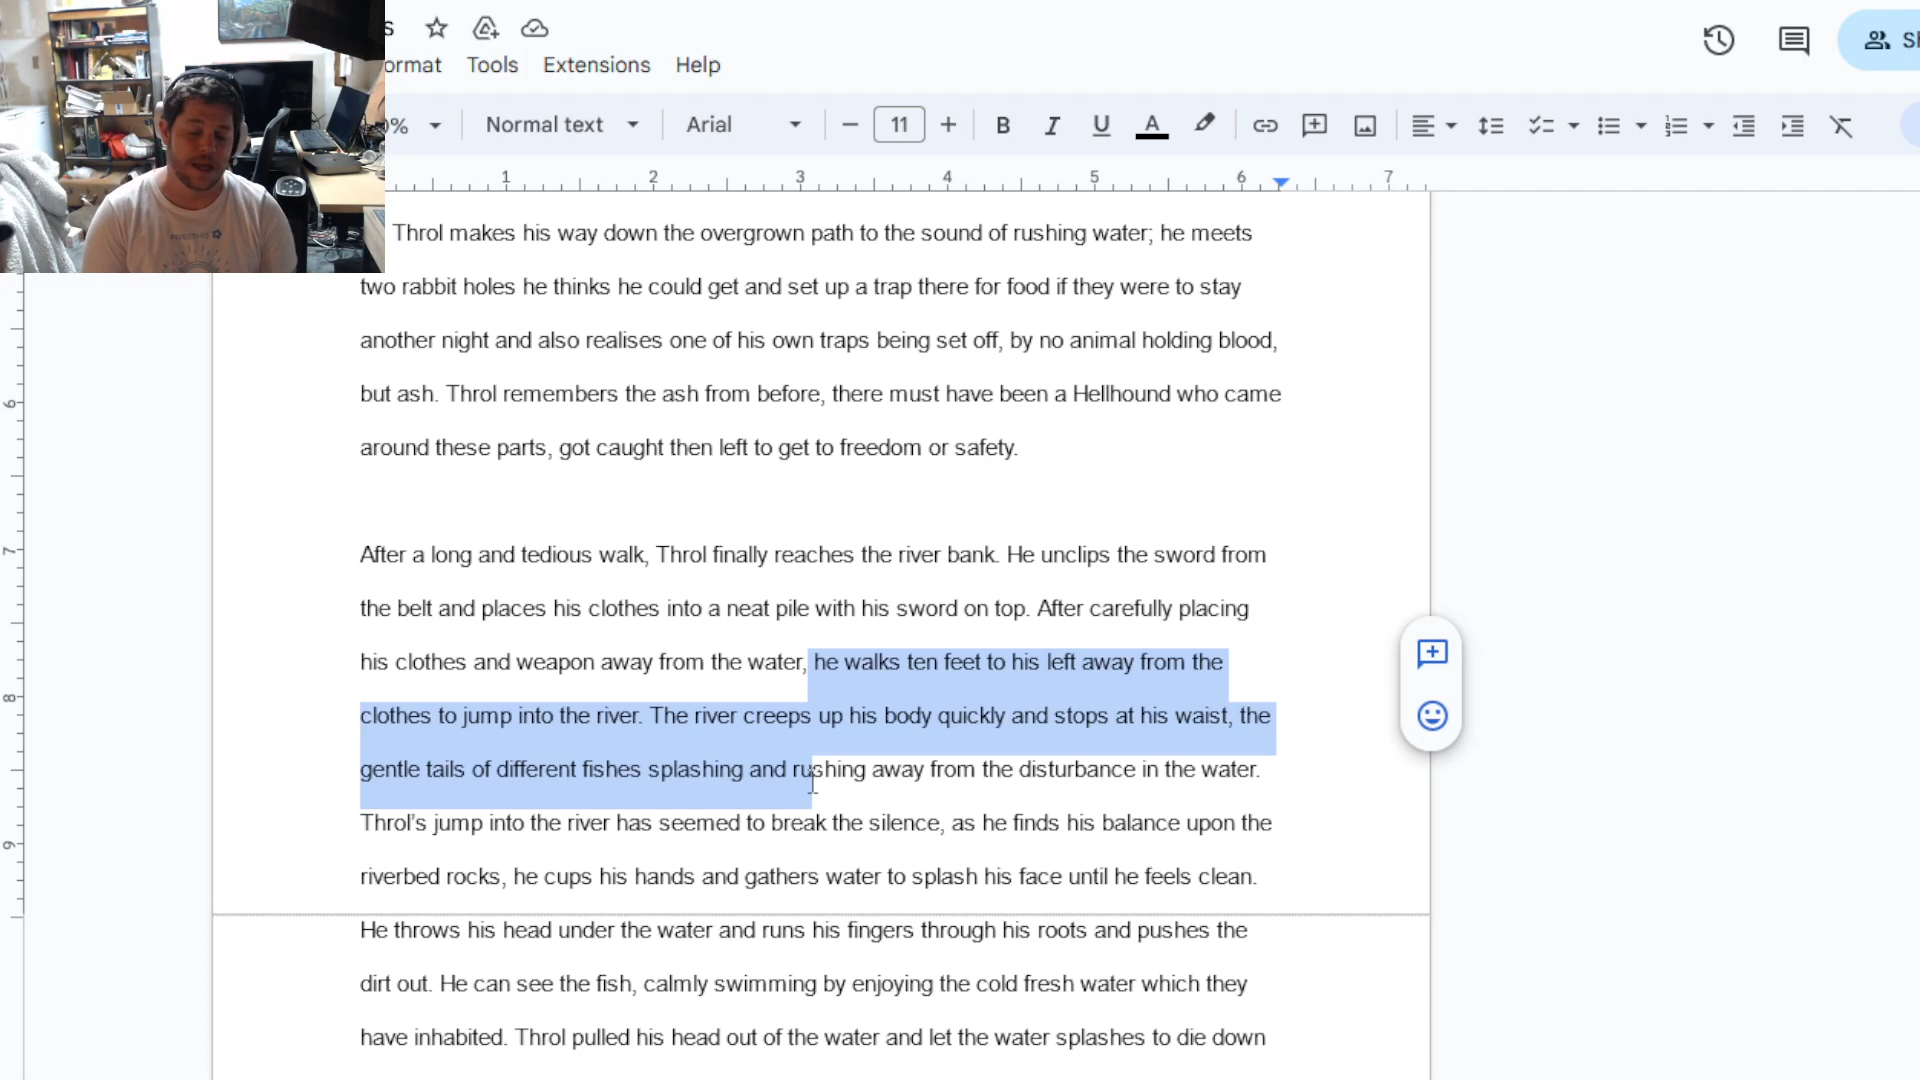 s
ormat Tools Extensions Help
0% Normal text Arial 11 B I U A
1 2 3 4 5 6 7
Throl makes his way down the overgrown path to the sound of rushing water; he meets
two rabbit holes he thinks he could get and set up a trap there for food if they were to stay
another night and also realises one of his own traps being set off, by no animal holding blood,
but ash. Throl remembers the ash from before, there must have been a Hellhound who came
around these parts, got caught then left to get to freedom or safety.
After a long and tedious walk, Throl finally reaches the river bank. He unclips the sword from
the belt and places his clothes into a neat pile with his sword on top. After carefully placing
his clothes and weapon away from the water, he walks ten feet to his left away from the
clothes to jump into the river. The river creeps up his body quickly and stops at his waist, the
gentle tails of different fishes splashing and rushing away from the disturbance in the water.
Throl’s jump into the river has seemed to break the silence, as he finds his balance upon the
riverbed rocks, he cups his hands and gathers water to splash his face until he feels clean.
He throws his head under the water and runs his fingers through his roots and pushes the
dirt out. He can see the fish, calmly swimming by enjoying the cold fresh water which they
have inhabited. Throl pulled his head out of the water and let the water splashes to die down
6
7
8
9